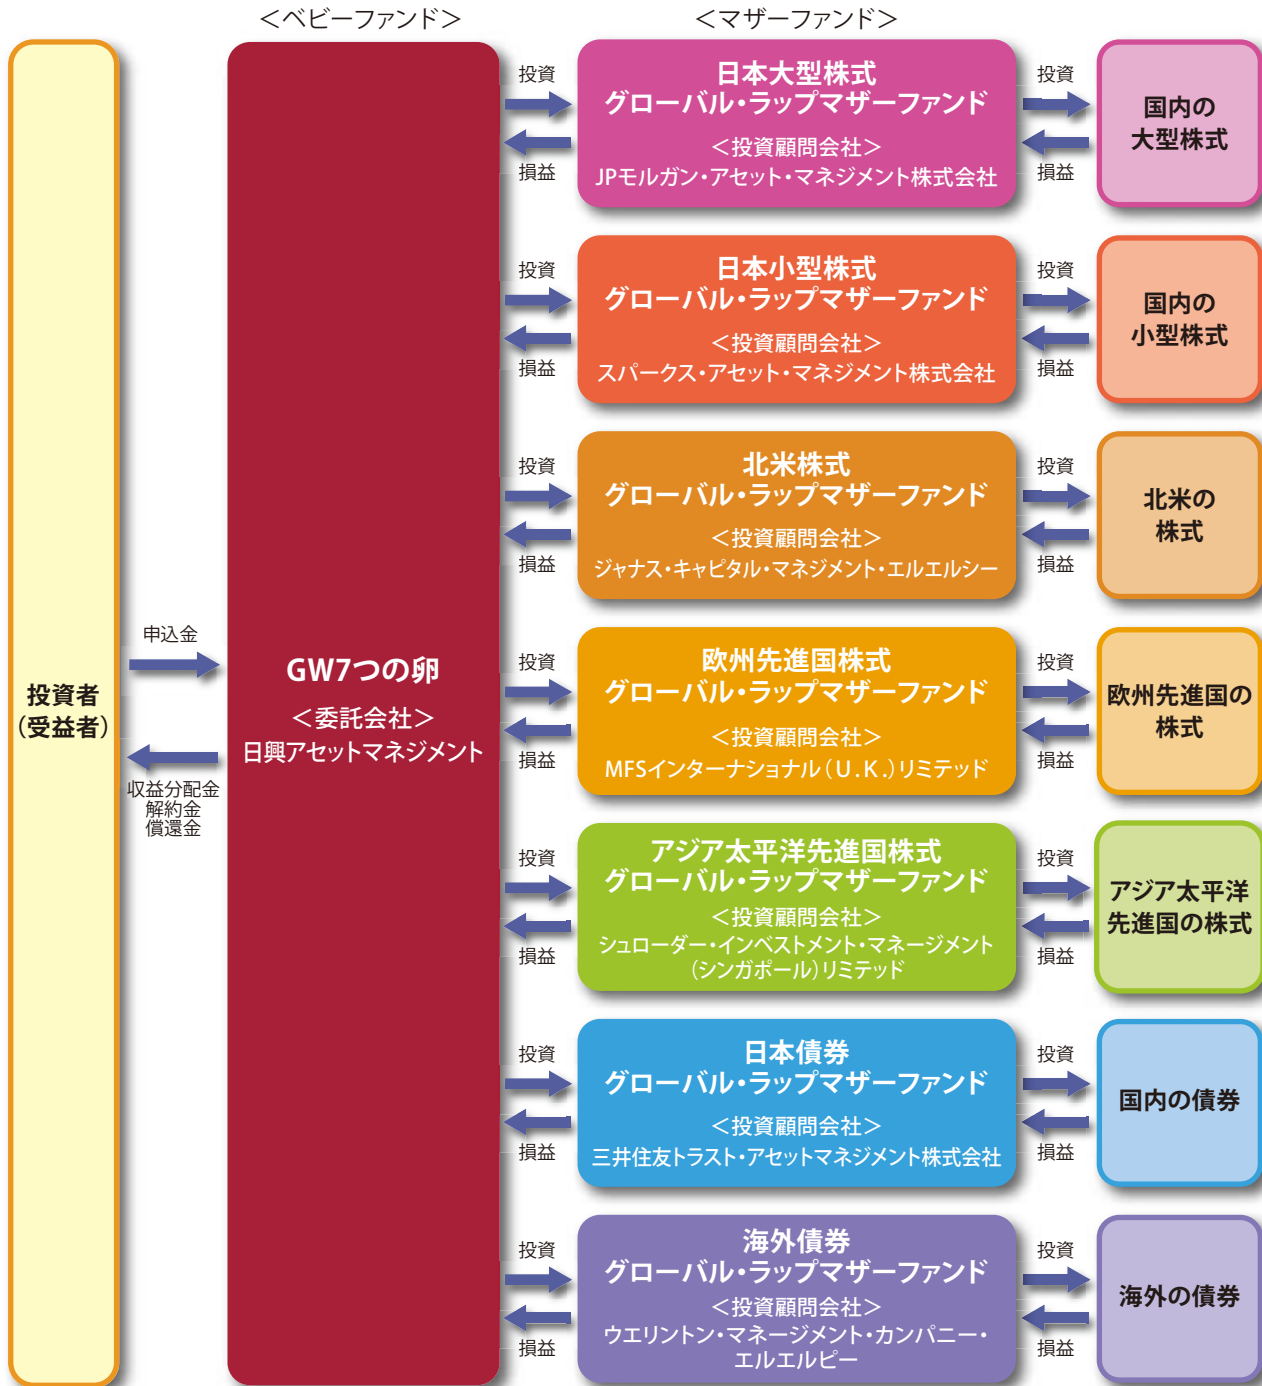 ＜ベビーファンド＞
＜マザーファンド＞
投資者
（受益者）
申込金
収益分配金
解約金
償還金
GW7つの卵
＜委託会社＞
日興アセットマネジメント
投資
損益
日本大型株式
グローバル・ラップマザーファンド
＜投資顧問会社＞
JPモルガン・アセット・マネジメント株式会社
投資
損益
国内の
大型株式
投資
損益
日本小型株式
グローバル・ラップマザーファンド
＜投資顧問会社＞
スパークス・アセット・マネジメント株式会社
投資
損益
国内の
小型株式
投資
損益
北米株式
グローバル・ラップマザーファンド
＜投資顧問会社＞
ジャナス・キャピタル・マネジメント・エルエルシー
投資
損益
北米の
株式
投資
損益
欧州先進国株式
グローバル・ラップマザーファンド
＜投資顧問会社＞
MFSインターナショナル（U.K.）リミテッド
投資
損益
欧州先進国の
株式
投資
損益
アジア太平洋先進国株式
グローバル・ラップマザーファンド
＜投資顧問会社＞
シュローダー・インベストメント・マネージメント
（シンガポール）リミテッド
投資
損益
アジア太平洋
先進国の株式
投資
損益
日本債券
グローバル・ラップマザーファンド
＜投資顧問会社＞
三井住友トラスト・アセットマネジメント株式会社
投資
損益
国内の債券
投資
損益
海外債券
グローバル・ラップマザーファンド
＜投資顧問会社＞
ウエリントン・マネージメント・カンパニー・
エルエルピー
投資
損益
海外の債券